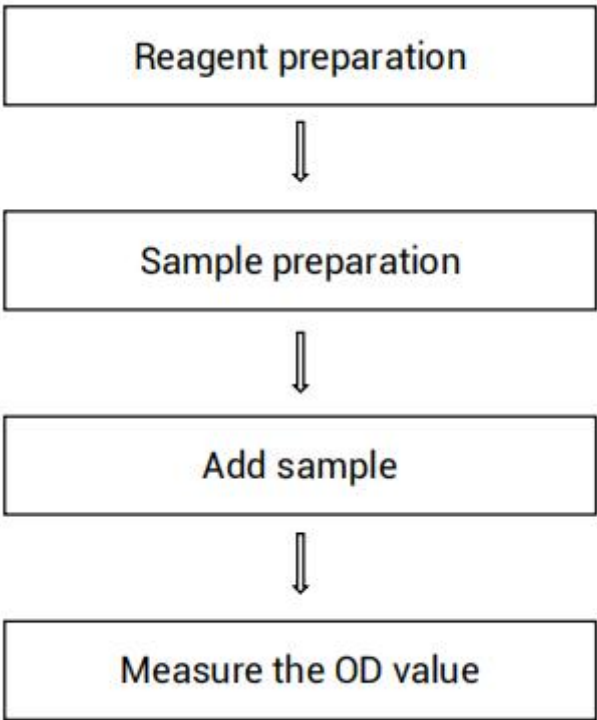 Reagent preparation
Sample preparation
Add sample
Measure the OD value